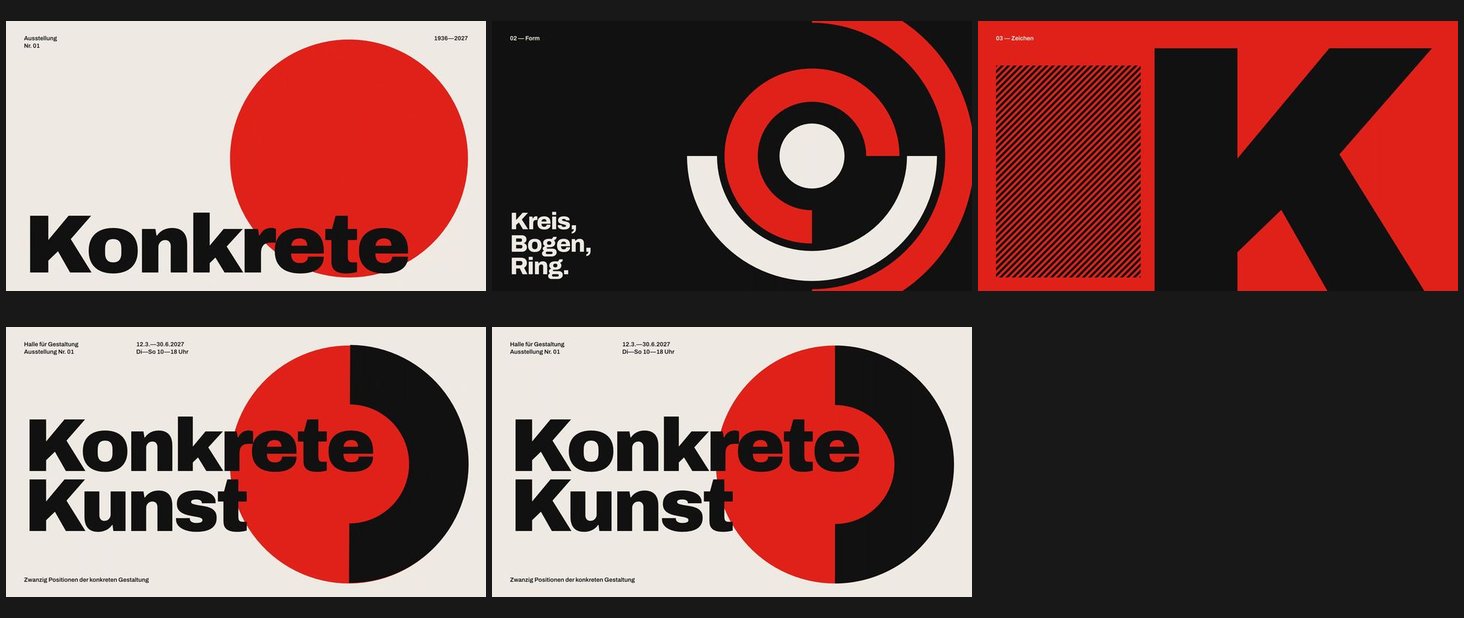 Ausstellung
Nr. 01
1936—2027
Konkrete
02 — Form
Kreis,
Bogen,
Ring.
03 — Zeichen
K
Halle für Gestaltung
Ausstellung Nr. 01
12.3.—30.6.2027
Di—So 10—18 Uhr
Konkrete
Kunst
Zwanzig Positionen der konkreten Gestaltung
Halle für Gestaltung
Ausstellung Nr. 01
12.3.—30.6.2027
Di—So 10—18 Uhr
Konkrete
Kunst
Zwanzig Positionen der konkreten Gestaltung